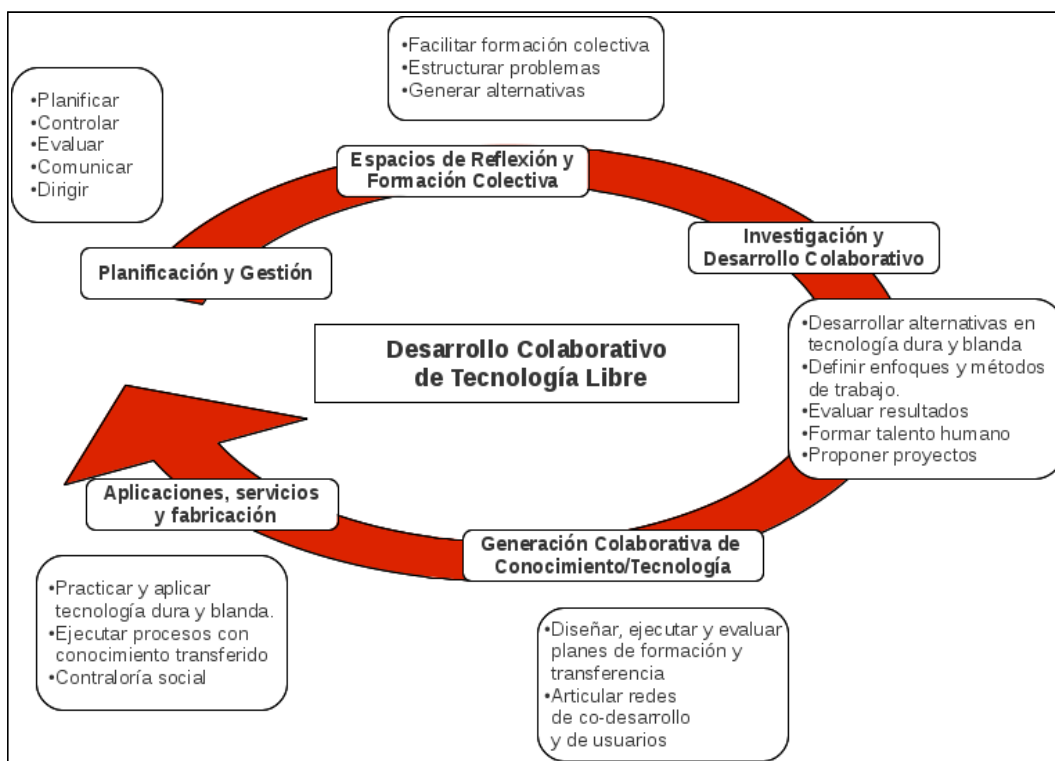 •Facilitar formación colectiva
•Estructurar problemas
•Generar alternativas
•Planificar
•Controlar
•Evaluar
•Comunicar
•Dirigir
Espacios de Reflexión y
Formación Colectiva
Investigación y
Desarrollo Colaborativo
Planificación y Gestión
•Desarrollar alternativas en
tecnología dura y blanda
•Definir enfoques y métodos
de trabajo.
•Evaluar resultados
•Formar talento humano
•Proponer proyectos
Desarrollo Colaborativo
de Tecnología Libre
Aplicaciones, servicios
y fabricación
Generación Colaborativa de
Conocimiento/Tecnología
•Practicar y aplicar
tecnología dura y blanda.
•Ejecutar procesos con
conocimiento transferido
•Contraloría social
•Diseñar, ejecutar y evaluar
planes de formación y
transferencia
•Articular redes
de co-desarrollo
y de usuarios